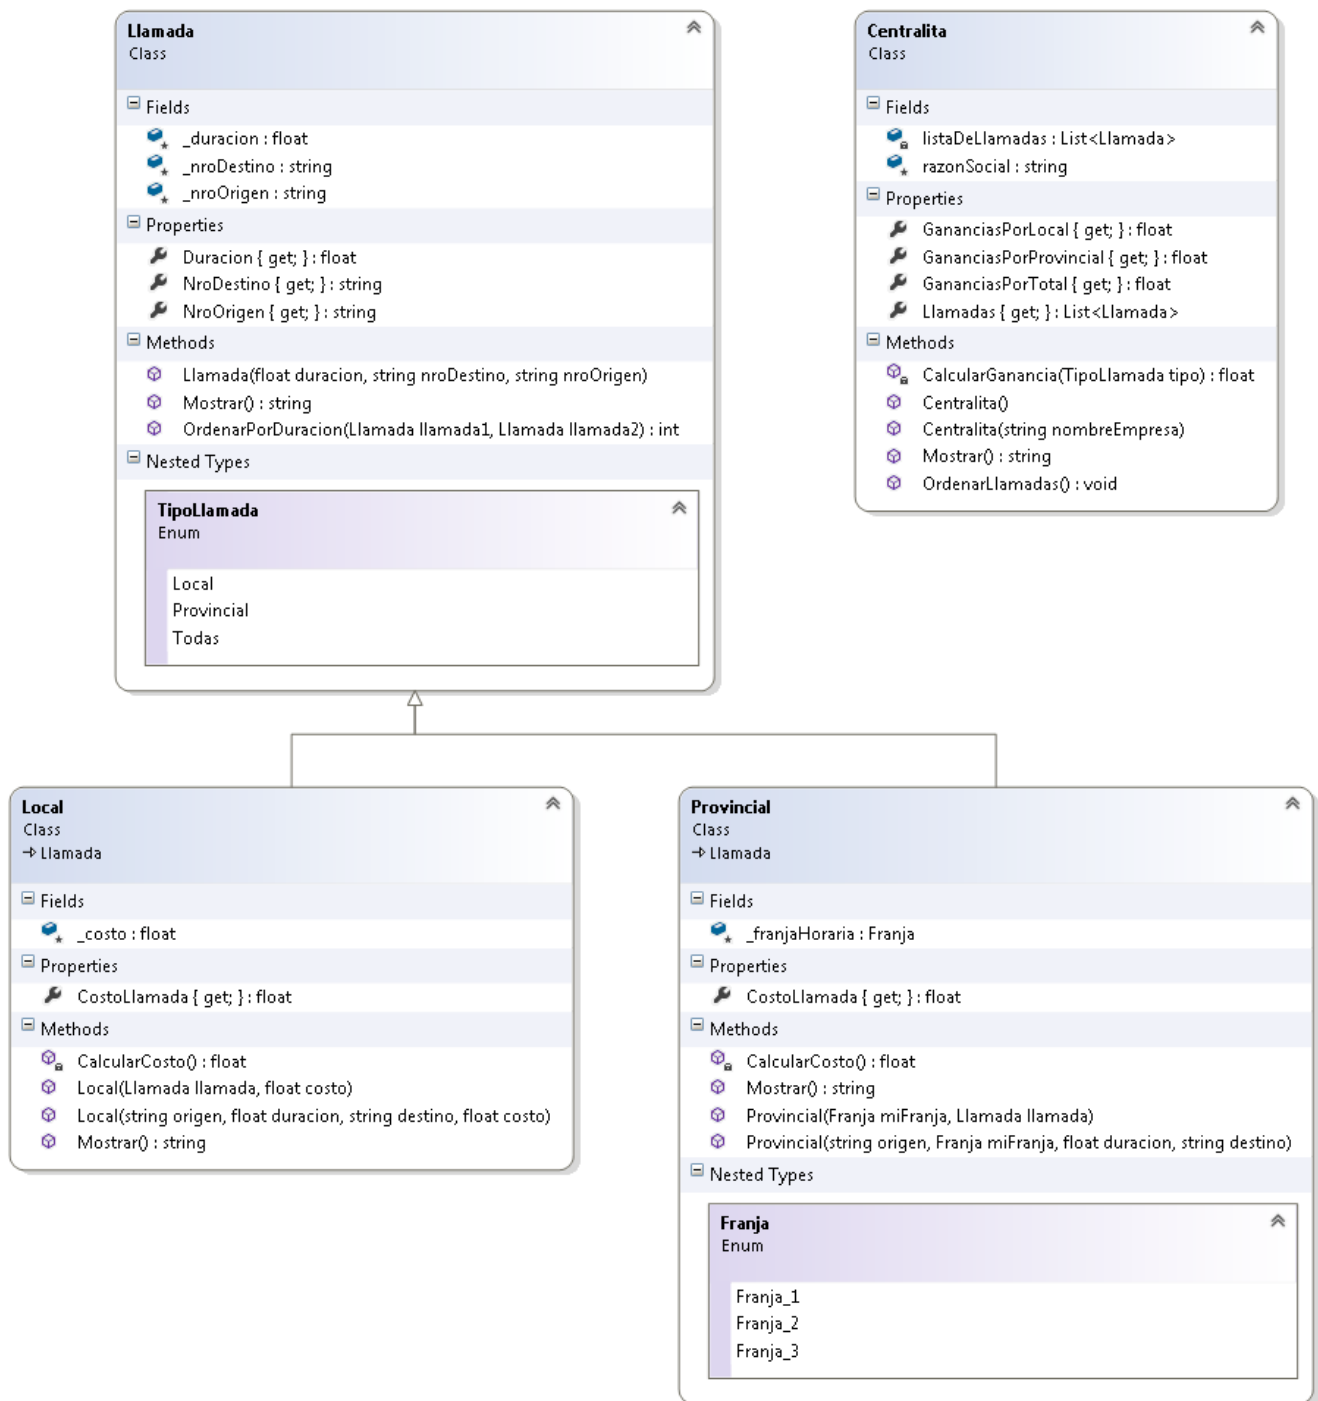 Llamada
Class
Fields
_duracion : float
_nroDestino : string
_nroOrigen : string
Properties
Duracion { get; } : float
NroDestino { get; } : string
NroOrigen { get; } : string
Methods
Llamada(float duracion, string nroDestino, string nroOrigen)
Mostrar() : string
OrdenarPorDuracion(Llamada llamada1, Llamada llamada2) : int
Nested Types
TipoLlamada
Enum
Local
Provincial
Todas
Centralita
Class
Fields
listaDeLlamadas : List<Llamada>
razonSocial : string
Properties
GananciasPorLocal { get; } : float
GananciasPorProvincial { get; } : float
GananciasPorTotal { get; } : float
Llamadas { get; } : List<Llamada>
Methods
CalcularGanancia(TipoLlamada tipo) : float
Centralita()
Centralita(string nombreEmpresa)
Mostrar() : string
OrdenarLlamadas() : void
Local
Class
Llamada
Fields
_costo : float
Properties
CostoLlamada { get; } : float
Methods
CalcularCosto() : float
Local(Llamada llamada, float costo)
Local(string origen, float duracion, string destino, float costo)
Mostrar() : string
Provincial
Class
Llamada
Fields
_franjaHoraria : Franja
Properties
CostoLlamada { get; } : float
Methods
CalcularCosto() : float
Mostrar() : string
Provincial(Franja miFranja, Llamada llamada)
Provincial(string origen, Franja miFranja, float duracion, string destino)
Nested Types
Franja
Enum
Franja_1
Franja_2
Franja_3